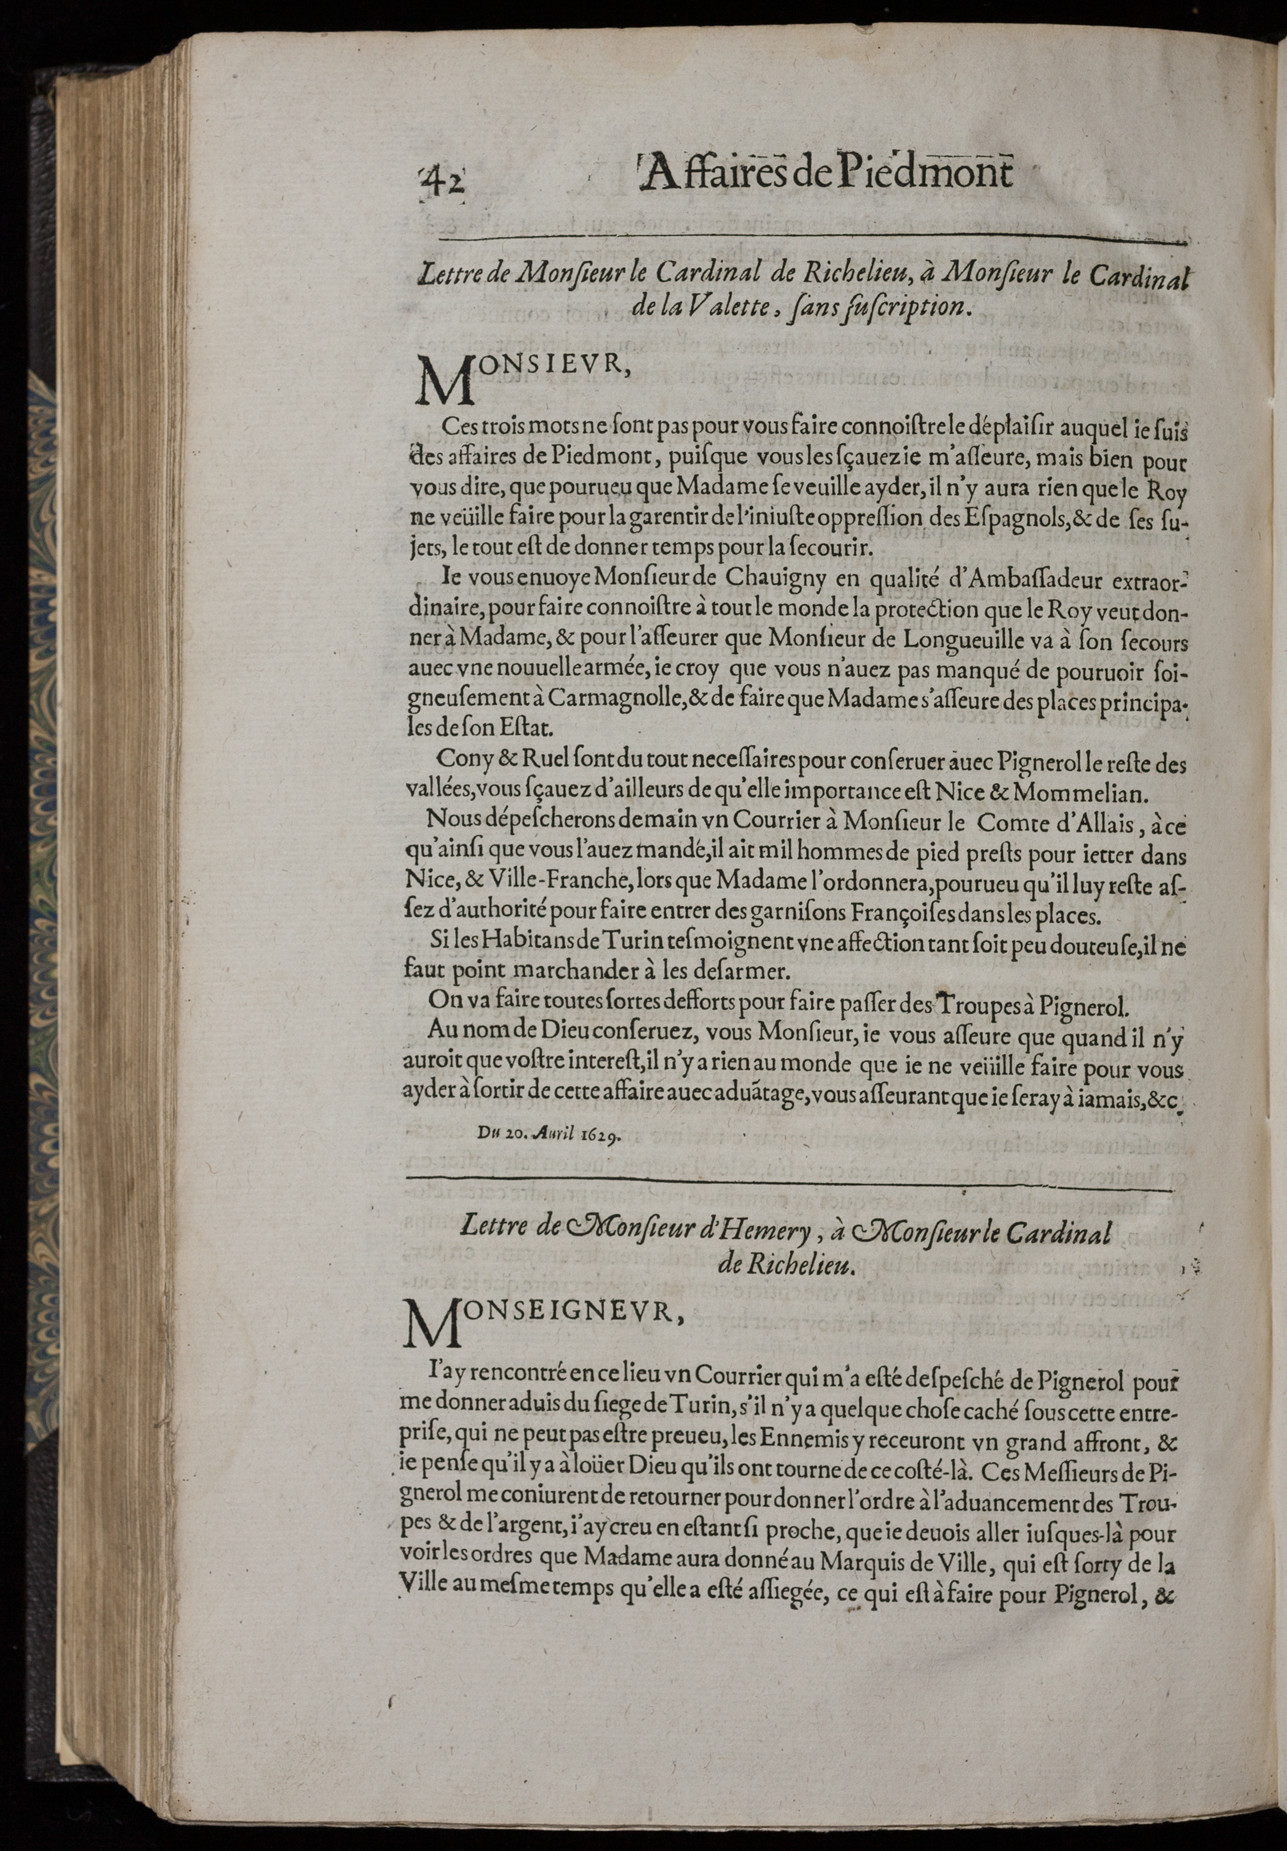 42 Affaires de Piedmont
Lettre de Monſieur le Cardinal de Richelieu, à Monſieur le Cardinal
de la Valette, ſans ſuſcription.
MONSIEVR,
Ces trois mots ne ſont pas pour vous faire connoiſtre le déplaiſir auquel ie ſuis
des affaires de Piedmont, puiſque vous les ſçauez ie m'aſſeure, mais bien pour
vous dire, que pourueu que Madame ſe veuille ayder, il n'y aura rien que le Roy
ne veüille faire pour la garentir de l'iniuſte oppreſſion des Eſpagnols, & de ſes ſu-
jets, le tout eſt de donner temps pour la ſecourir.
Ie vous enuoye Monſieur de Chauigny en qualité d'Ambaſſadeur extraor-
dinaire, pour faire connoiſtre à tout le monde la protection que le Roy veut don-
ner à Madame, & pour l'aſſeurer que Monſieur de Longueuille va à ſon ſecours
auec vne nouuelle armée, ie croy que vous n'auez pas manqué de pouruoir ſoi-
gneuſement à Carmagnolle, & de faire que Madame s'aſſeure des places principa-
les de ſon Eſtat.
Cony & Ruel ſont du tout neceſſaires pour conſeruer auec Pignerol le reſte des
vallées, vous ſçauez d'ailleurs de qu'elle importance eſt Nice & Mommelian.
Nous dépeſcherons demain vn Courrier à Monſieur le Comte d'Allais, à ce
qu'ainſi que vous l'auez mandé, il ait mil hommes de pied preſts pour ietter dans
Nice, & Ville-Franche, lors que Madame l'ordonnera, pourueu qu'il luy reſte aſ-
ſez d'authorité pour faire entrer des garniſons Françoiſes dans les places.
Si les Habitans de Turin teſmoignent vne affection tant ſoit peu douteuſe, il ne
faut point marchander à les deſarmer.
On va faire toutes ſortes defforts pour faire paſſer des Troupes à Pignerol.
Au nom de Dieu conſeruez, vous Monſieur, ie vous aſſeure que quand il n'y
auroit que voſtre intereſt, il n'y a rien au monde que ie ne veüille faire pour vous
ayder à ſortir de cette affaire auec aduãtage, vous aſſeurant que ie ſeray à iamais, &c.
Du 20. Auril 1629.
Lettre de Monſieur d'Hemery, à Monſieur le Cardinal
de Richelieu.
MONSEIGNEVR,
I'ay rencontré en ce lieu vn Courrier qui m'a eſté deſpeſché de Pignerol pour
me donner aduis du ſiege de Turin, s'il n'y a quelque choſe caché ſous cette entre-
priſe, qui ne peut pas eſtre preueu, les Ennemis y receuront vn grand affront, &
ie penſe qu'il y a à loüer Dieu qu'ils ont tourne de ce coſté-là. Ces Meſſieurs de Pi-
gnerol me coniurent de retourner pour donner l'ordre à l'aduancement des Trou-
pes & de l'argent, i'ay creu en eſtant ſi proche, que ie deuois aller iuſques-là pour
voir les ordres que Madame aura donné au Marquis de Ville, qui eſt ſorty de la
Ville au meſme temps qu'elle a eſté aſſiegée, ce qui eſt à faire pour Pignerol, &